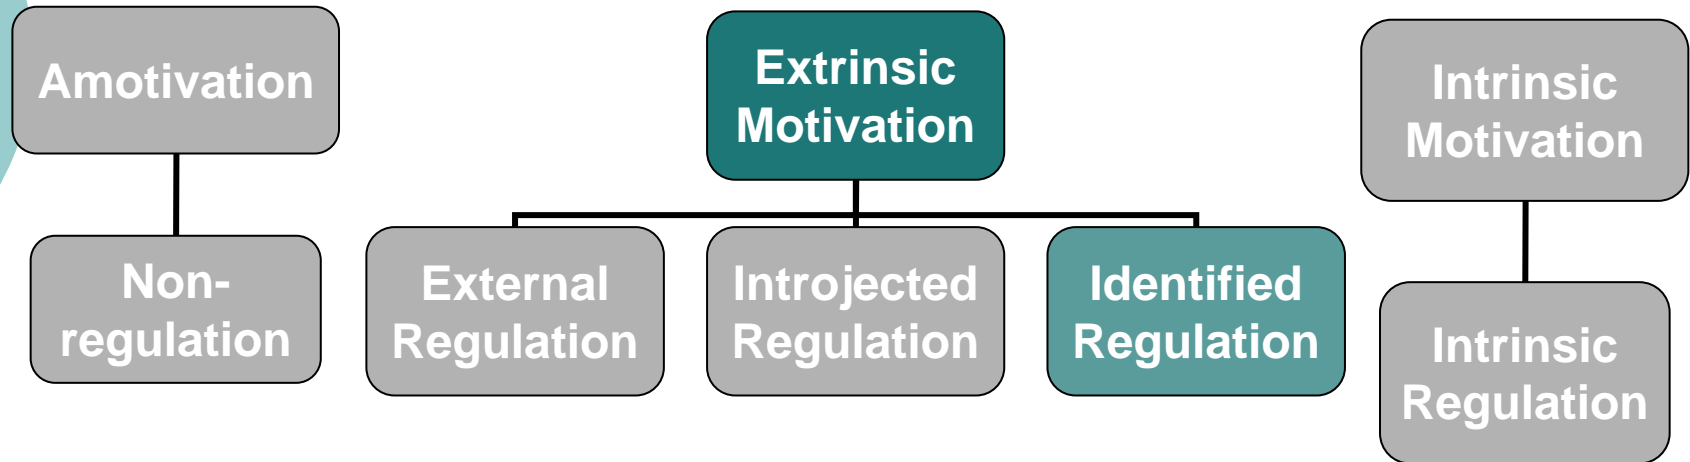 Amotivation
Extrinsic
Motivation
Intrinsic
Motivation
Non-
regulation
External
Regulation
Introjected
Regulation
Identified
Regulation
Intrinsic
Regulation